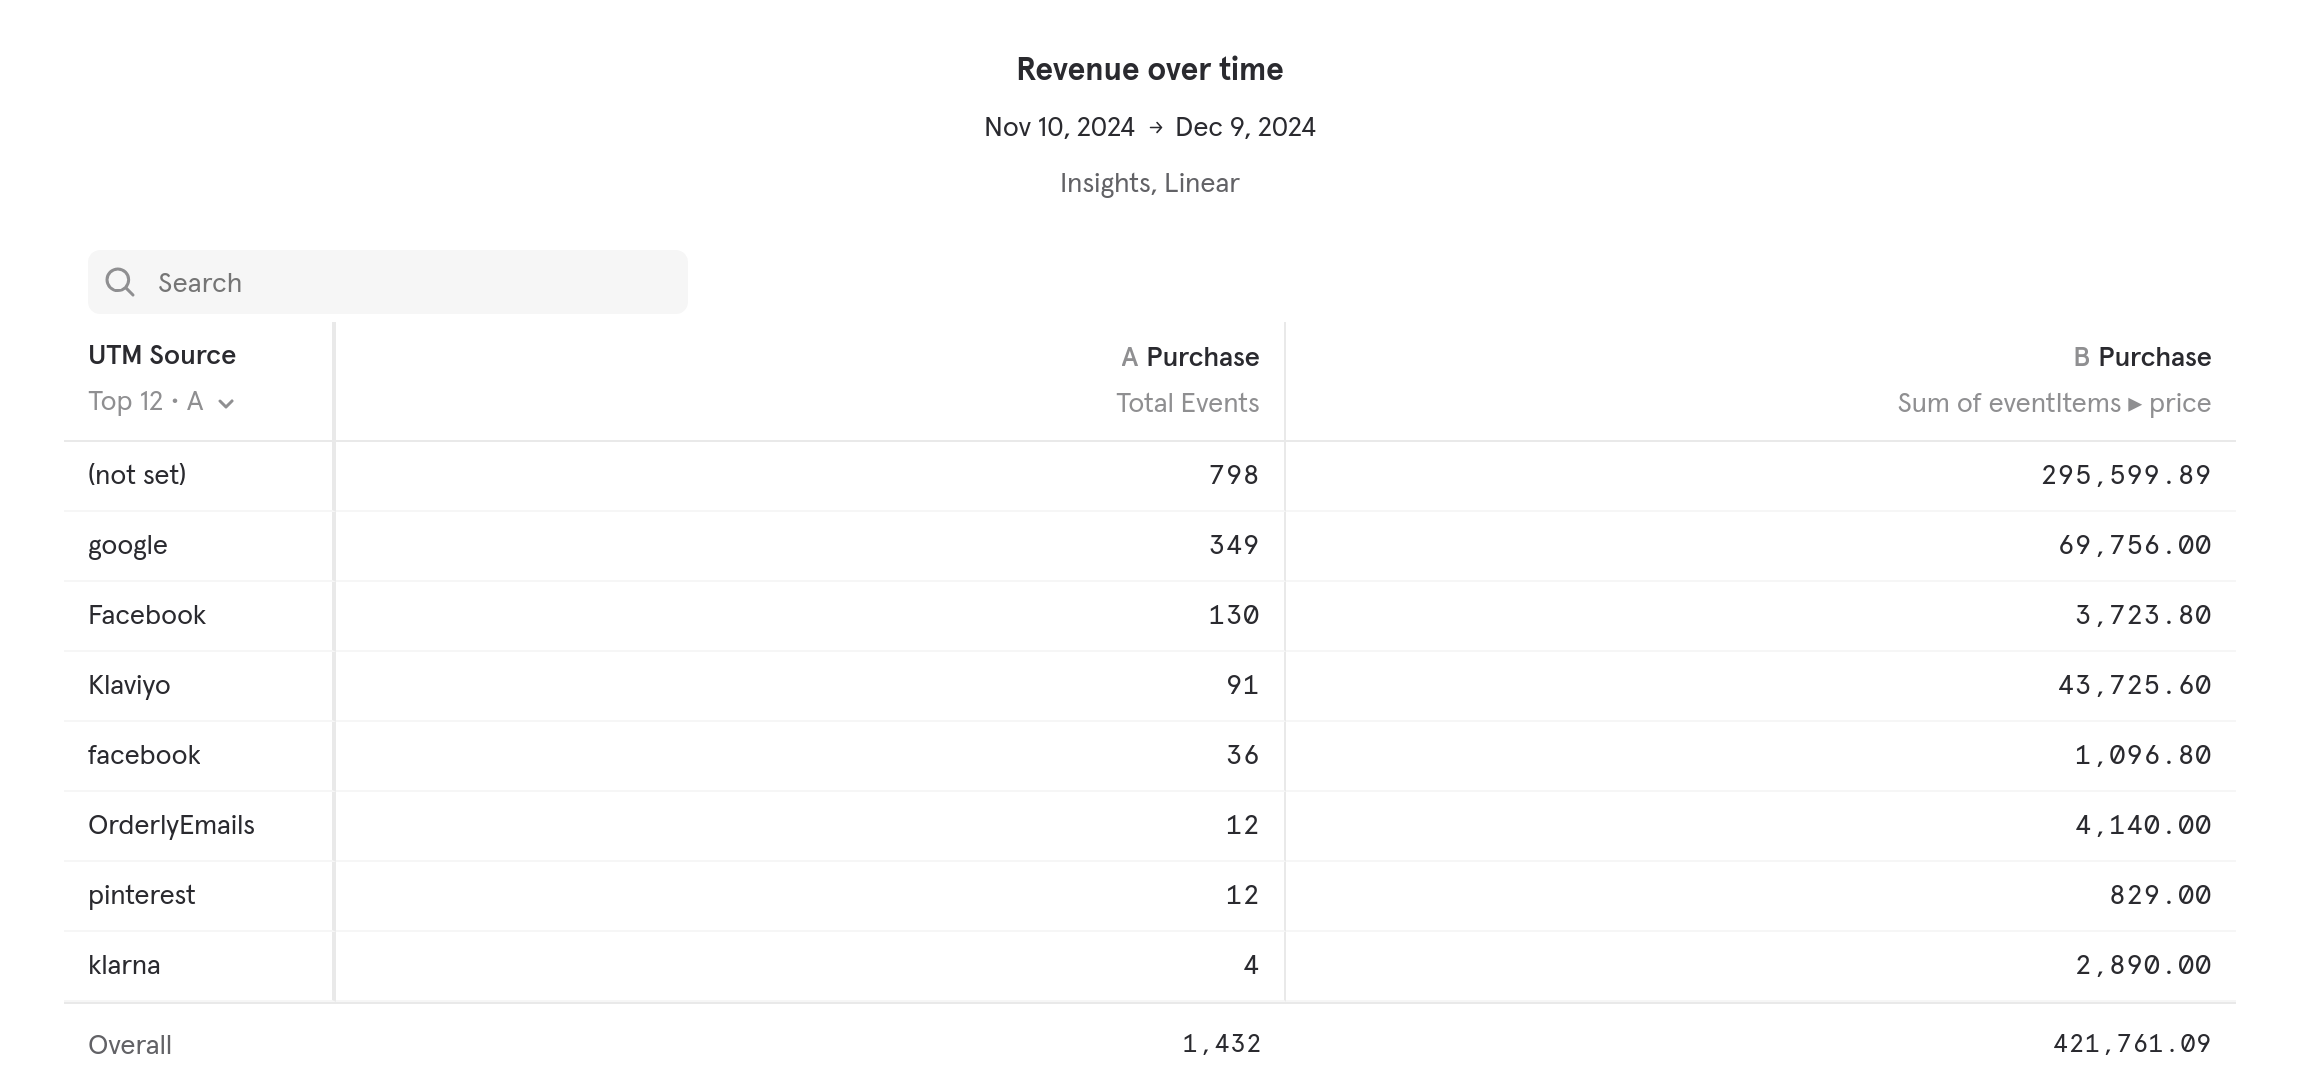 Revenue over time
Nov 10, 2024 → Dec 9, 2024
Insights, Linear
Search
UTM Source A Purchase B Purchase
Top 12 • A Total Events Sum of eventItems ▸ price
(not set) 798 295,599.89
google 349 69,756.00
Facebook 130 3,723.80
Klaviyo 91 43,725.60
facebook 36 1,096.80
OrderlyEmails 12 4,140.00
pinterest 12 829.00
klarna 4 2,890.00
Overall 1,432 421,761.09